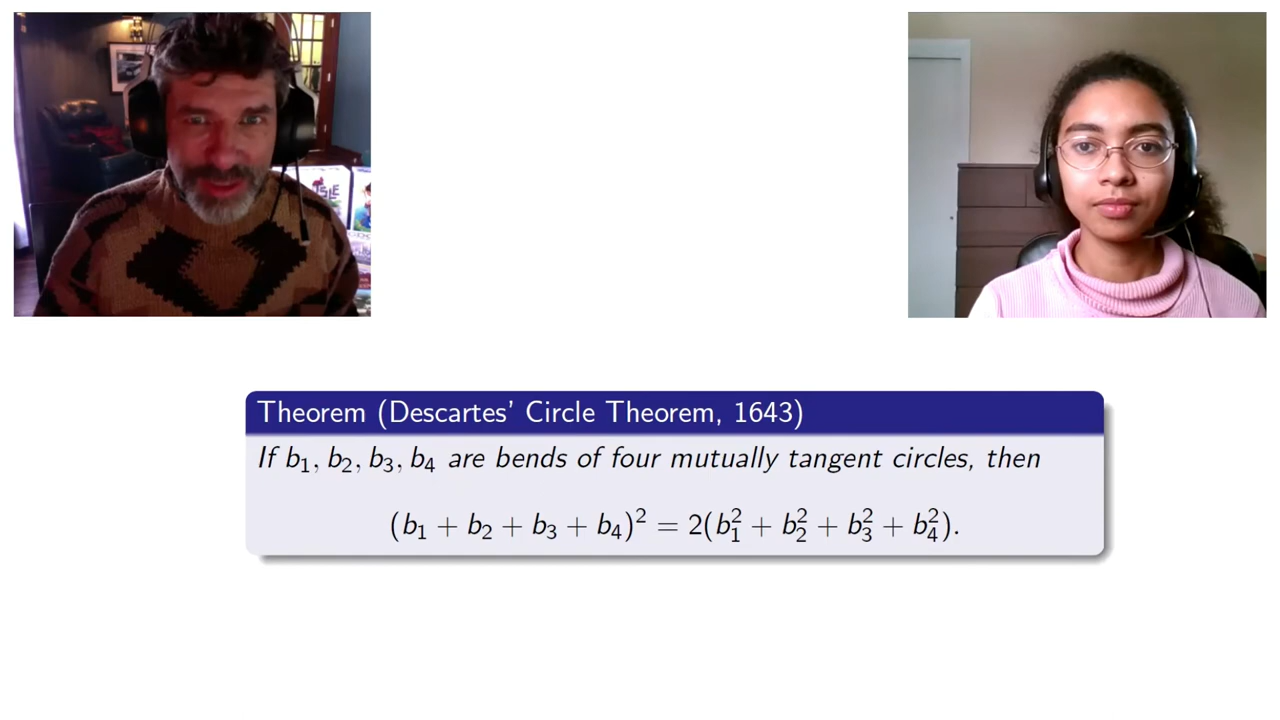 ISLE
Theorem (Descartes' Circle Theorem, 1643)
If b₁, b₂, b₃, b₄ are bends of four mutually tangent circles, then
(b₁ + b₂ + b₃ + b₄)² = 2(b₁² + b₂² + b₃² + b₄²).